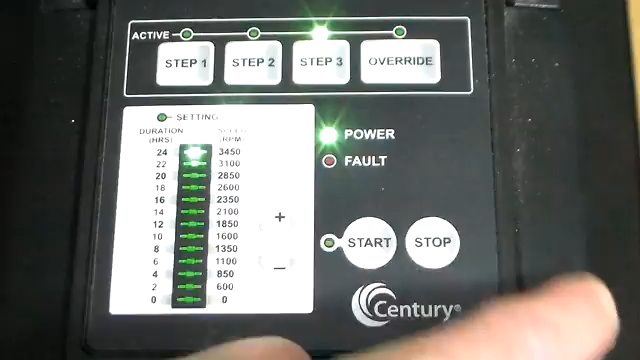 ACTIVE
STEP 1 STEP 2 STEP 3 OVERRIDE
SETTING
DURATION
(HRS) (RPM)
24 3450
22 3100
20 2850
18 2600
16 2350
14 2100
12 1850
10 1600
8 1350
6 1100
4 850
2 600
0 0
+
−
POWER
FAULT
START STOP
Century®